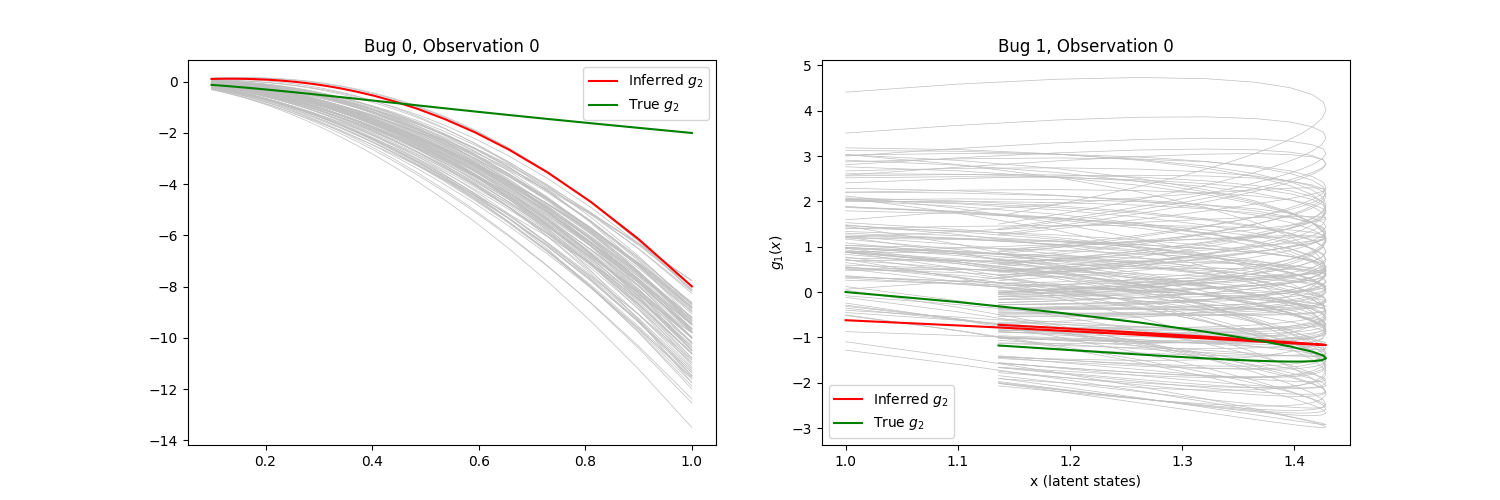 Bug 0, Observation 0
Inferred g₂
True g₂
0
−2
−4
−6
−8
−10
−12
−14
0.2 0.4 0.6 0.8 1.0
Bug 1, Observation 0
5
4
3
2
1
0
−1
−2
−3
g₁(x)
Inferred g₂
True g₂
1.0 1.1 1.2 1.3 1.4
x (latent states)